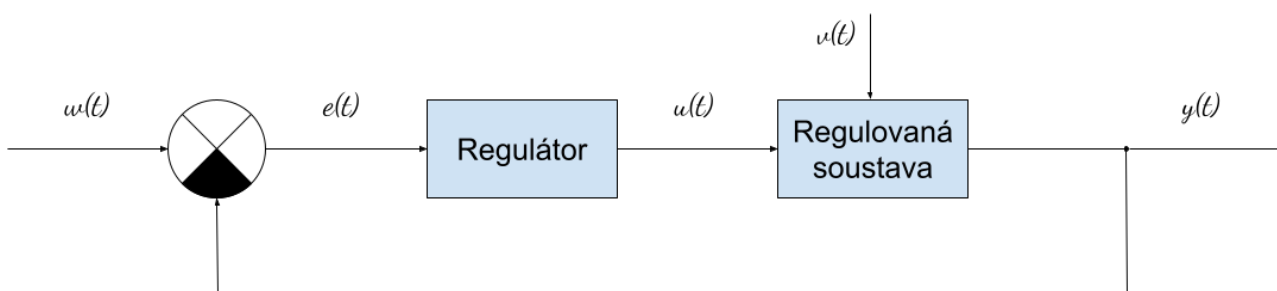 v(t)
w(t)
e(t)
u(t)
y(t)
Regulátor
Regulovaná
soustava